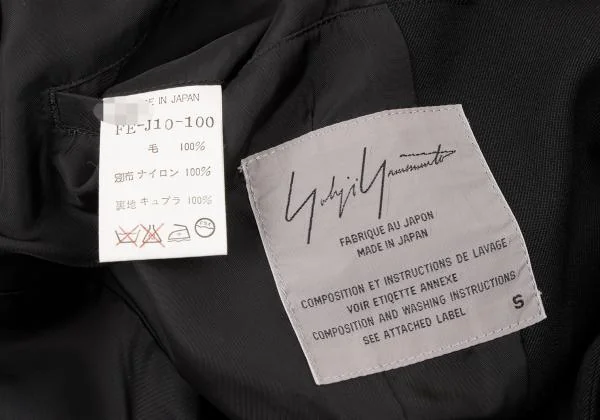 IN JAPAN
FE-J10-100
毛 100%
別布 ナイロン 100%
裏地 キュプラ 100%
Yohji Yamamoto
FABRIQUE AU JAPON
MADE IN JAPAN
COMPOSITION ET INSTRUCTIONS DE LAVAGE
VOIR ETIQETTE ANNEXE
COMPOSITION AND WASHING INSTRUCTIONS
SEE ATTACHED LABEL
S